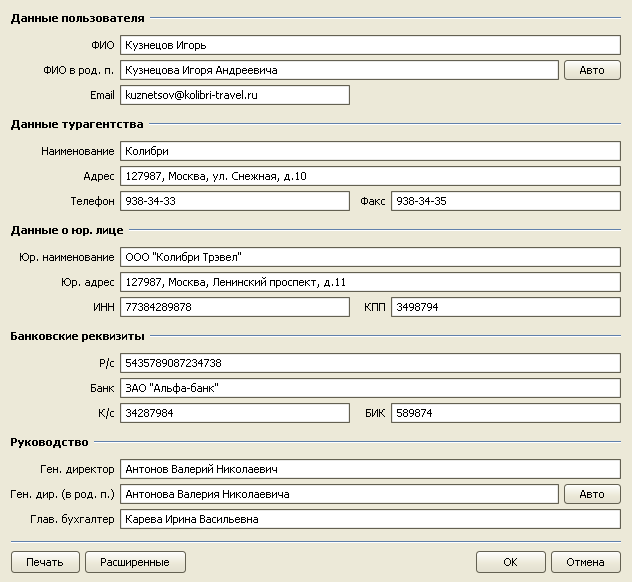 Данные пользователя
ФИО Кузнецов Игорь
ФИО в род. п. Кузнецова Игоря Андреевича Авто
Email kuznetsov@kolibri-travel.ru
Данные турагентства
Наименование Колибри
Адрес 127987, Москва, ул. Снежная, д.10
Телефон 938-34-33 Факс 938-34-35
Данные о юр. лице
Юр. наименование ООО "Колибри Трэвел"
Юр. адрес 127987, Москва, Ленинский проспект, д.11
ИНН 77384289878 КПП 3498794
Банковские реквизиты
Р/с 5435789087234738
Банк ЗАО "Альфа-банк"
К/с 34287984 БИК 589874
Руководство
Ген. директор Антонов Валерий Николаевич
Ген. дир. (в род. п.) Антонова Валерия Николаевича Авто
Глав. бухгалтер Карева Ирина Васильевна
Печать Расширенные OK Отмена